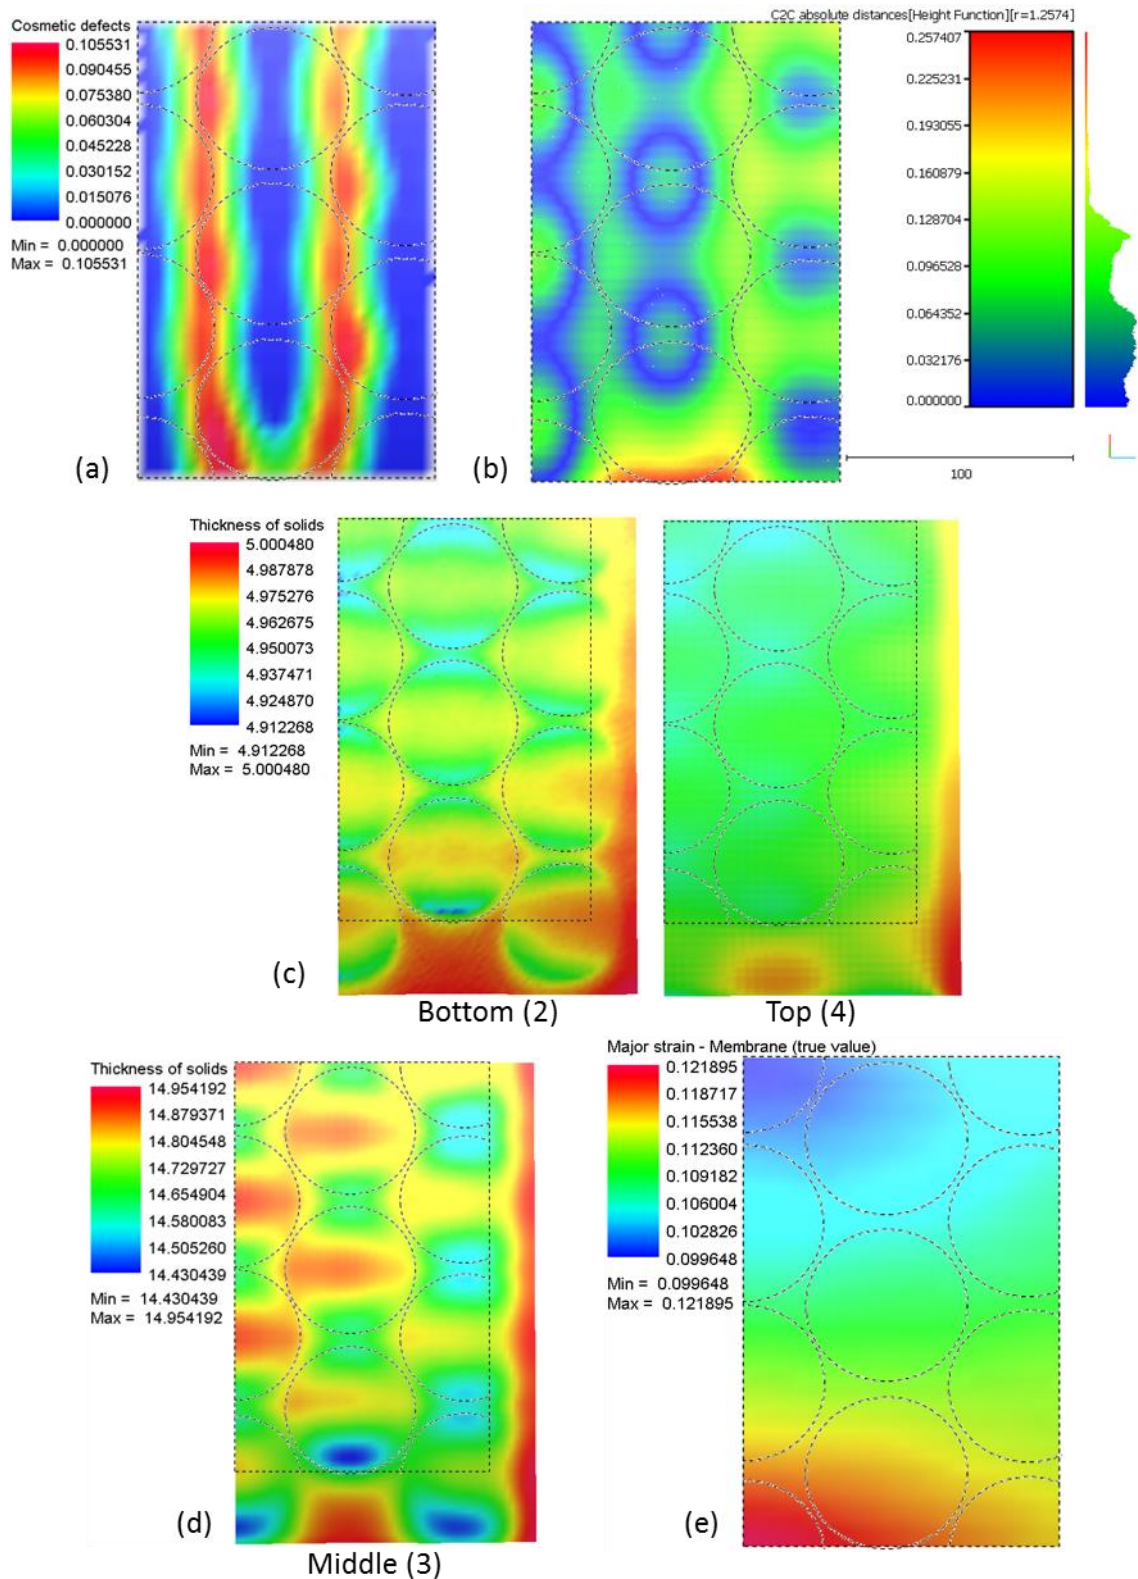 Cosmetic defects
0.105531
0.090455
0.075380
0.060304
0.045228
0.030152
0.015076
0.000000
Min = 0.000000
Max = 0.105531
(a)
C2C absolute distances[Height Function][r=1.2574]
0.257407
0.225231
0.193055
0.160879
0.128704
0.096528
0.064352
0.032176
0.000000
100
(b)
Thickness of solids
5.000480
4.987878
4.975276
4.962675
4.950073
4.937471
4.924870
4.912268
Min = 4.912268
Max = 5.000480
(c)
Bottom (2)
Top (4)
Thickness of solids
14.954192
14.879371
14.804548
14.729727
14.654904
14.580083
14.505260
14.430439
Min = 14.430439
Max = 14.954192
(d)
Middle (3)
Major strain - Membrane (true value)
0.121895
0.118717
0.115538
0.112360
0.109182
0.106004
0.102826
0.099648
Min = 0.099648
Max = 0.121895
(e)